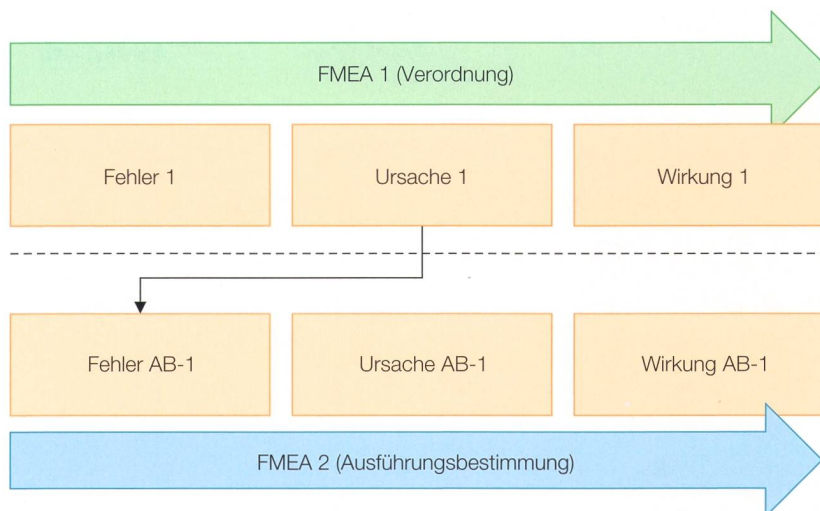 FMEA 1 (Verordnung)
Fehler 1
Ursache 1
Wirkung 1
Fehler AB-1
Ursache AB-1
Wirkung AB-1
FMEA 2 (Ausführungsbestimmung)